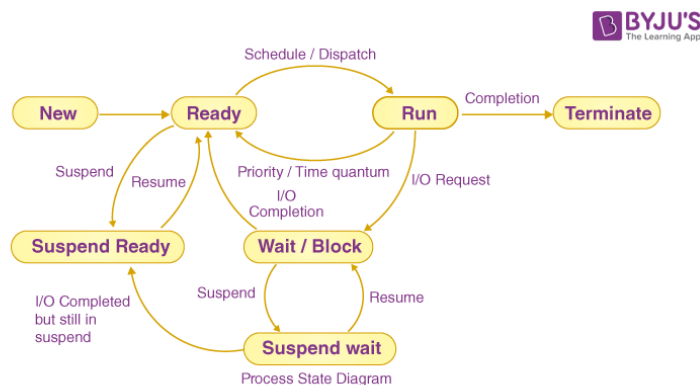 BYJU'S
The Learning App
Schedule / Dispatch
New
Ready
Run
Completion
Terminate
Suspend
Resume
Priority / Time quantum
I/O
Completion
I/O Request
Suspend Ready
Wait / Block
I/O Completed
but still in
suspend
Suspend
Resume
Suspend wait
Process State Diagram